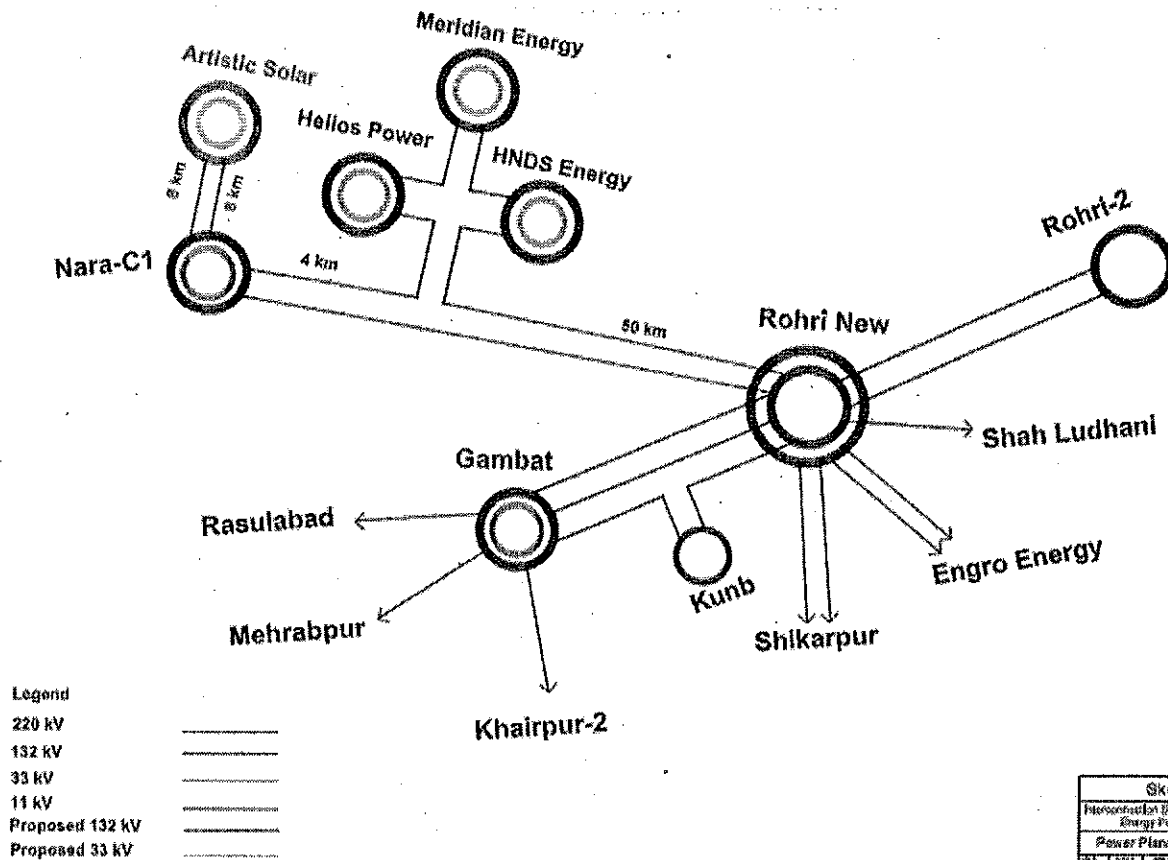 Meridian Energy
Artistic Solar
Helios Power
HNDS Energy
8 km
8 km
Rohri-2
Nara-C1
4 km
50 km
Rohri New
Shah Ludhani
Gambat
Rasulabad
Engro Energy
Kunb
Mehrabpur
Shikarpur
Khairpur-2
Legend
220 kV
132 kV
33 kV
11 kV
Proposed 132 kV
Proposed 33 kV
Power Plan